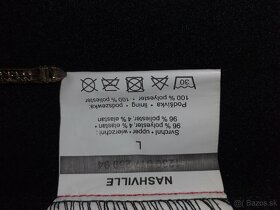 NASHVILLE
L
Svrchní / upper / wierzchni:
96 % polyester, 4 % elastan
96 % poliester, 4 % elastan
Podšívka / lining / podszewka:
100 % polyester
100 % poliester
30
bazos.sk